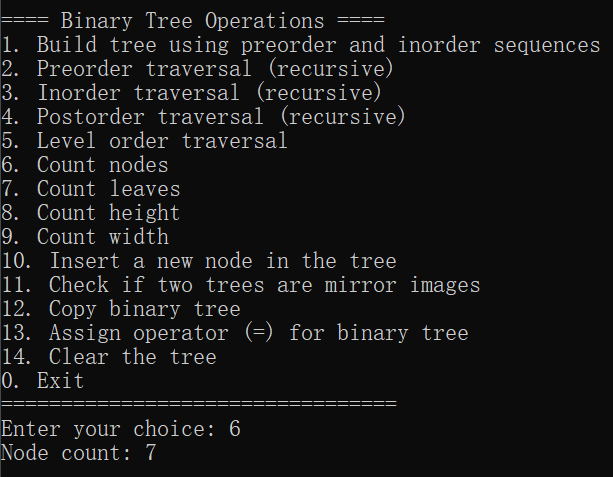 ==== Binary Tree Operations ====
1. Build tree using preorder and inorder sequences
2. Preorder traversal (recursive)
3. Inorder traversal (recursive)
4. Postorder traversal (recursive)
5. Level order traversal
6. Count nodes
7. Count leaves
8. Count height
9. Count width
10. Insert a new node in the tree
11. Check if two trees are mirror images
12. Copy binary tree
13. Assign operator (=) for binary tree
14. Clear the tree
0. Exit
=================================
Enter your choice: 6
Node count: 7